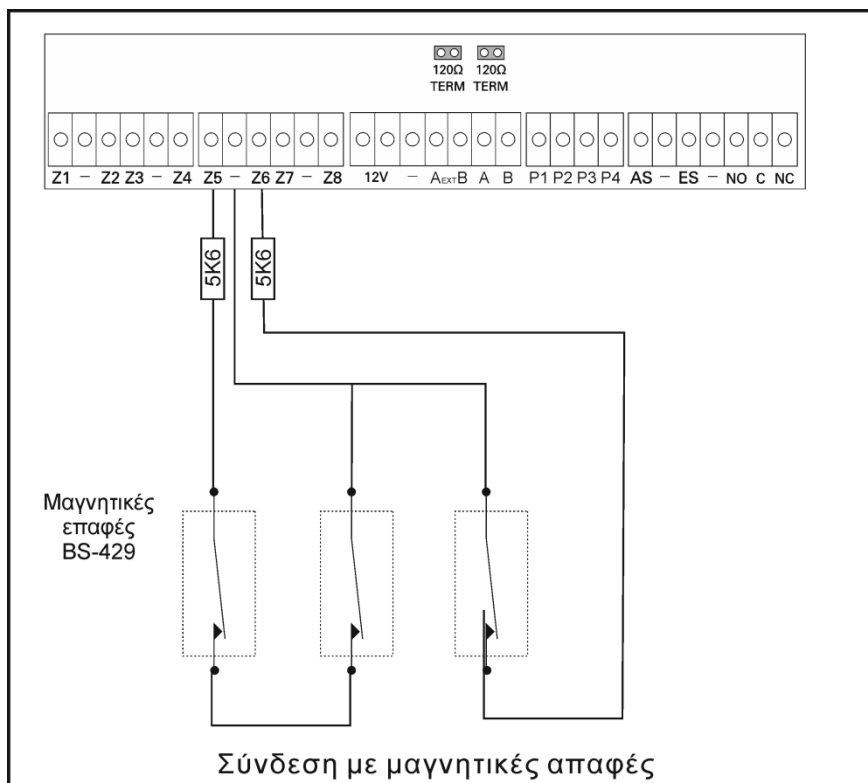 120Ω 120Ω
TERM TERM
Z1 – Z2 Z3 – Z4 Z5 – Z6 Z7 – Z8 12V – AEXTB A B P1 P2 P3 P4 AS – ES – NO C NC
5K6 5K6
Μαγνητικές
επαφές
BS-429
Σύνδεση με μαγνητικές απαφές